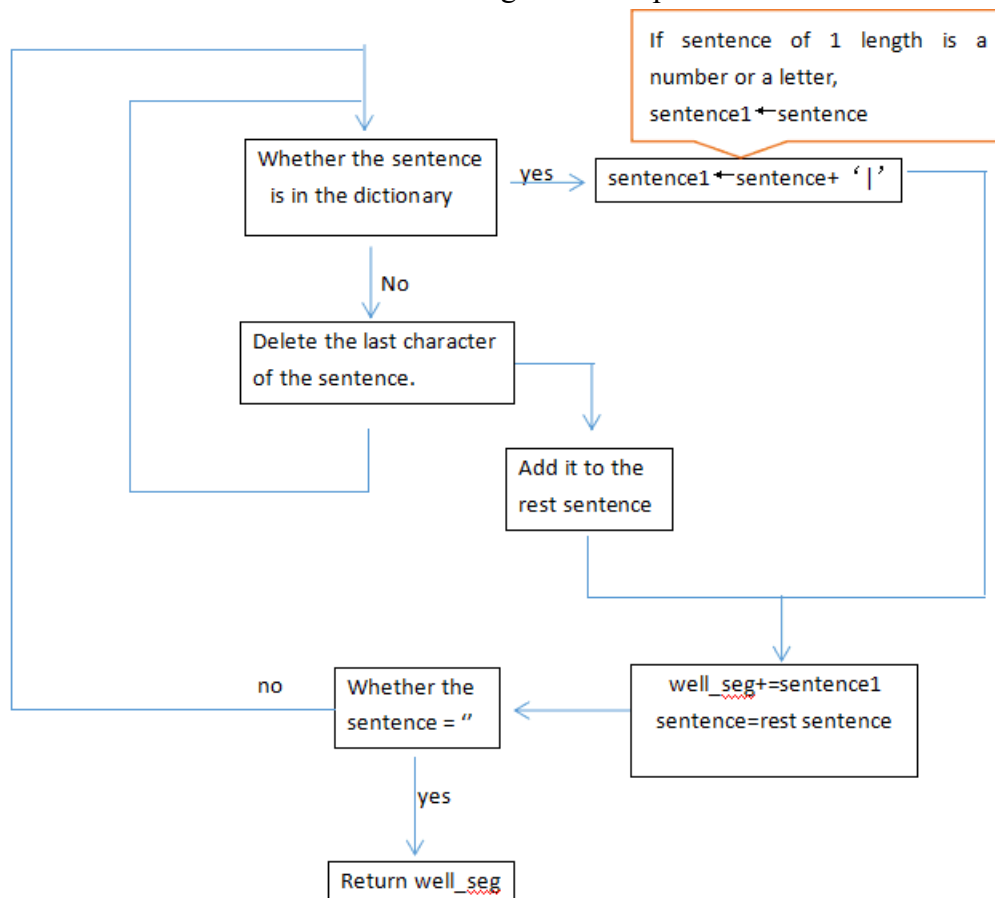 If sentence of 1 length is a
number or a letter,
sentence1←sentence
Whether the sentence
is in the dictionary
yes
sentence1←sentence+ ‘|’
No
Delete the last character
of the sentence.
Add it to the
rest sentence
no
Whether the
sentence = ‘’
well_seg+=sentence1
sentence=rest sentence
yes
Return well_seg